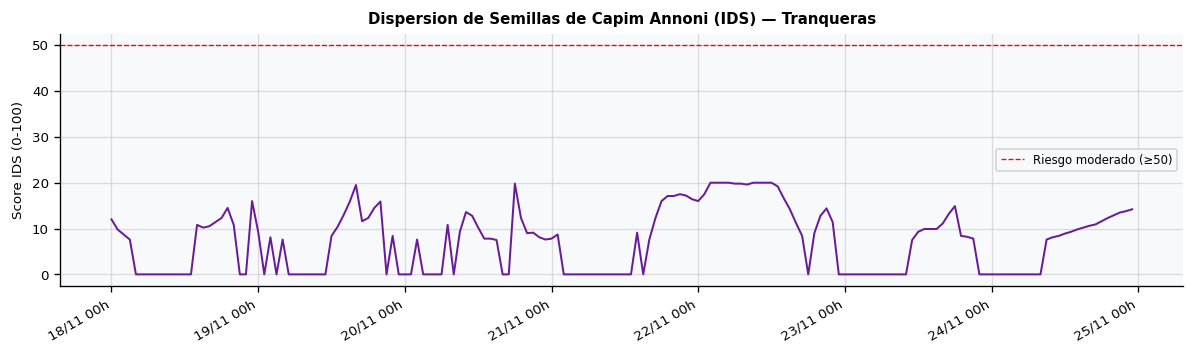 Dispersion de Semillas de Capim Annoni (IDS) — Tranqueras
Score IDS (0-100)
50
40
30
20
10
0
Riesgo moderado (≥50)
18/11 00h
19/11 00h
20/11 00h
21/11 00h
22/11 00h
23/11 00h
24/11 00h
25/11 00h